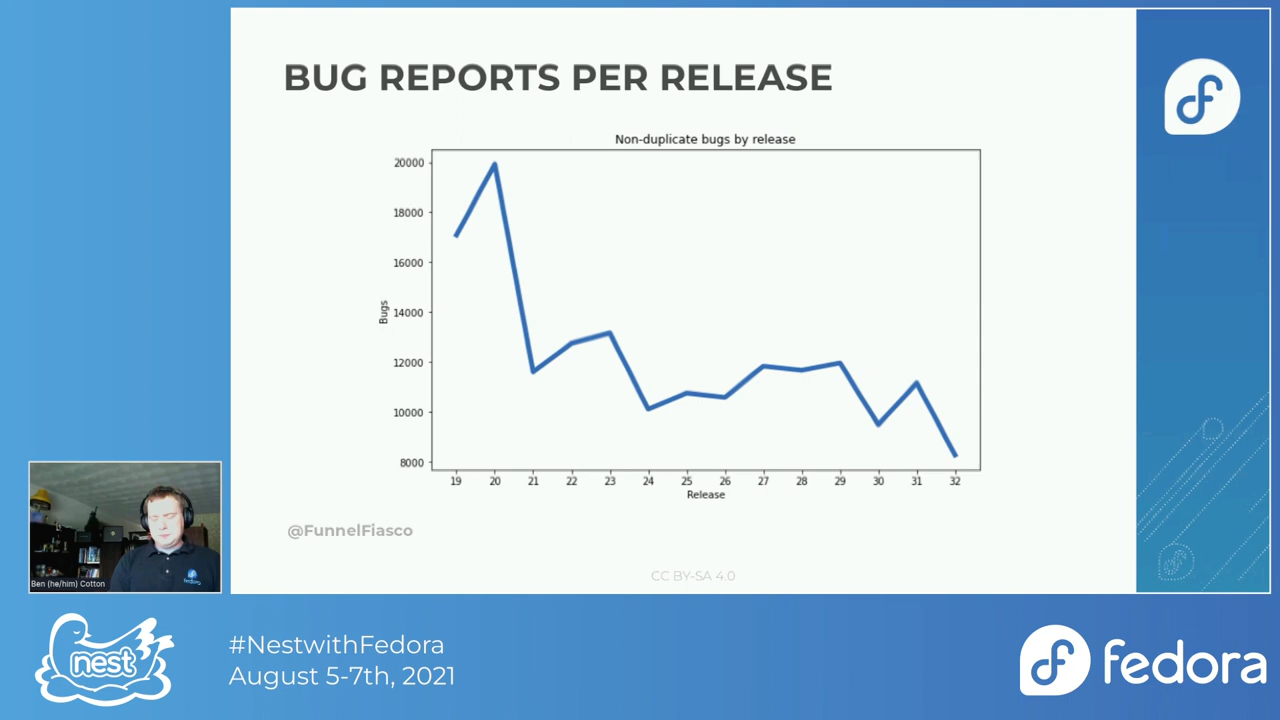 BUG REPORTS PER RELEASE
Non-duplicate bugs by release
20000
18000
16000
14000
12000
10000
8000
Bugs
19 20 21 22 23 24 25 26 27 28 29 30 31 32
Release
@FunnelFiasco
CC BY-SA 4.0
fedora
Ben (he/him) Cotton
nest
#NestwithFedora
August 5-7th, 2021
fedora